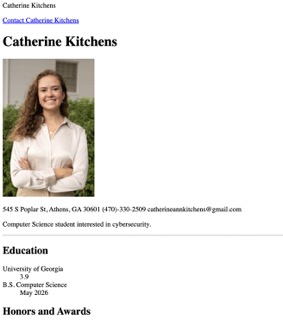 Catherine Kitchens
Contact Catherine Kitchens
Catherine Kitchens
545 S Poplar St, Athens, GA 30601 (470)-330-2509 catherineannkitchens@gmail.com
Computer Science student interested in cybersecurity.
Education
University of Georgia
3.9
B.S. Computer Science
May 2026
Honors and Awards